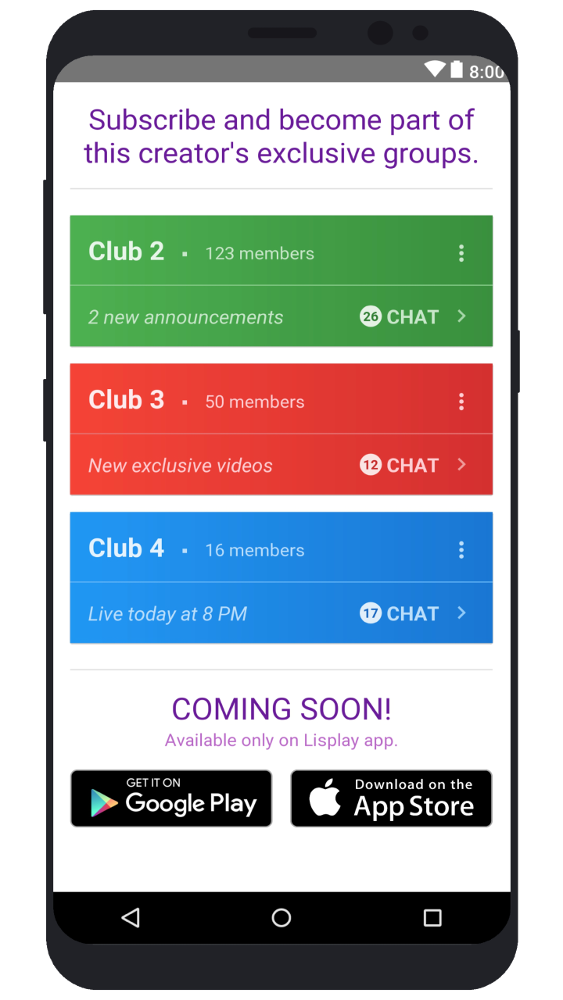 8:00
Subscribe and become part of
this creator's exclusive groups.
Club 2 ▪ 123 members
2 new announcements 26 CHAT
Club 3 ▪ 50 members
New exclusive videos 12 CHAT
Club 4 ▪ 16 members
Live today at 8 PM 17 CHAT
COMING SOON!
Available only on Lisplay app.
GET IT ON
Google Play
Download on the
App Store